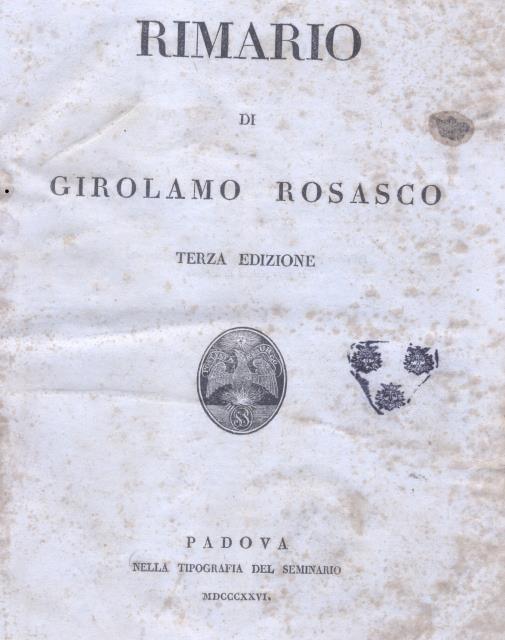 RIMARIO
DI
GIROLAMO ROSASCO
TERZA EDIZIONE
PADOVA
NELLA TIPOGRAFIA DEL SEMINARIO
MDCCCXXVI.